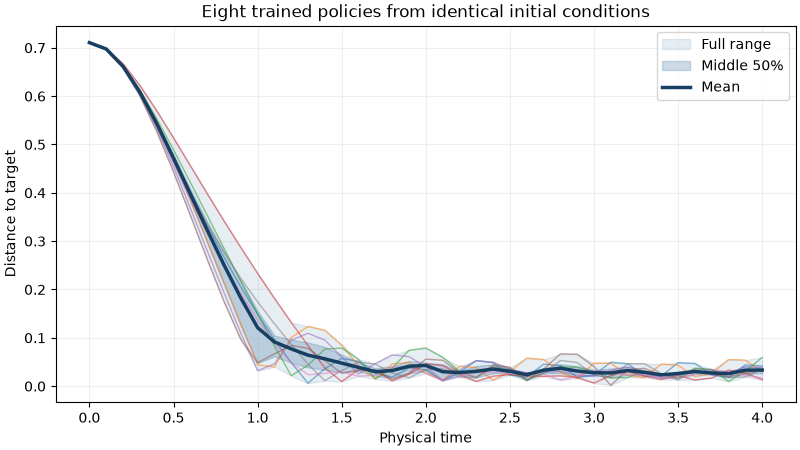 Eight trained policies from identical initial conditions
Full range
Middle 50%
Mean
Distance to target
0.7
0.6
0.5
0.4
0.3
0.2
0.1
0.0
0.0 0.5 1.0 1.5 2.0 2.5 3.0 3.5 4.0
Physical time